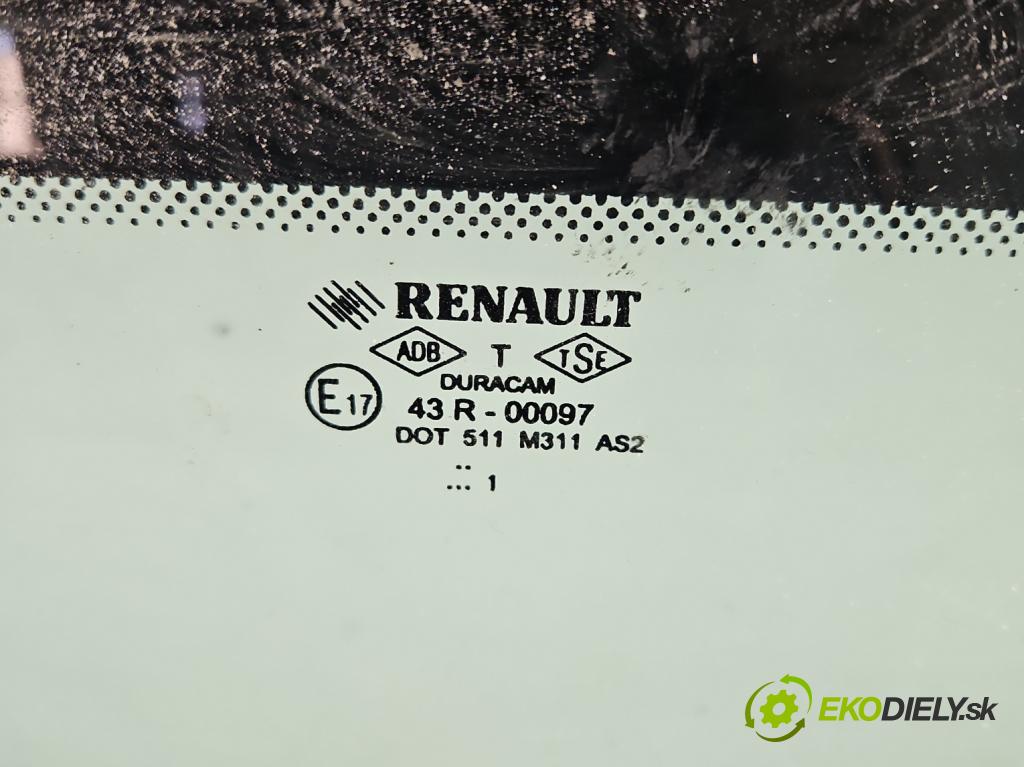 RENAULT
ADB T TSE
DURACAM
E17 43 R - 00097
DOT 511 M311 AS2
..
... 1
EKODIELY.sk